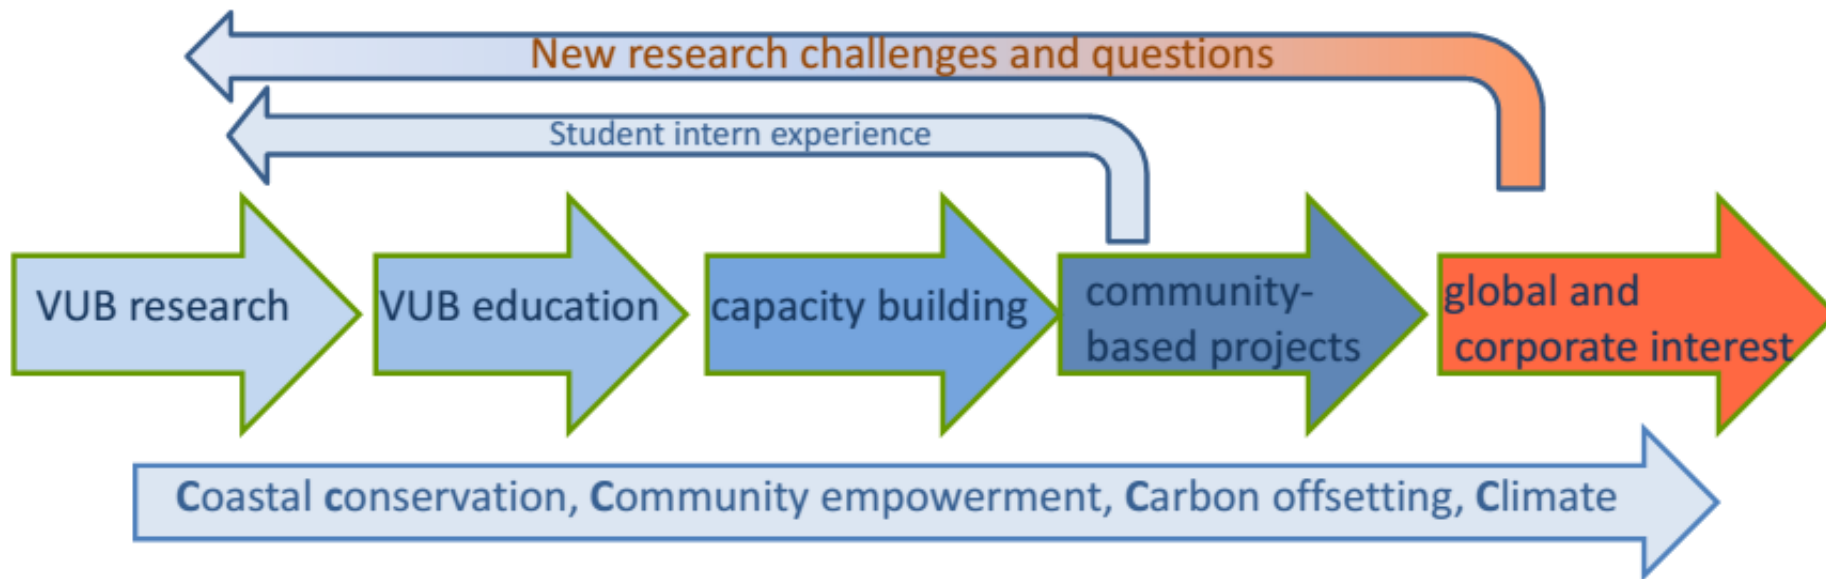 New research challenges and questions
Student intern experience
VUB research
VUB education
capacity building
community-
based projects
global and
corporate interest
Coastal conservation, Community empowerment, Carbon offsetting, Climate